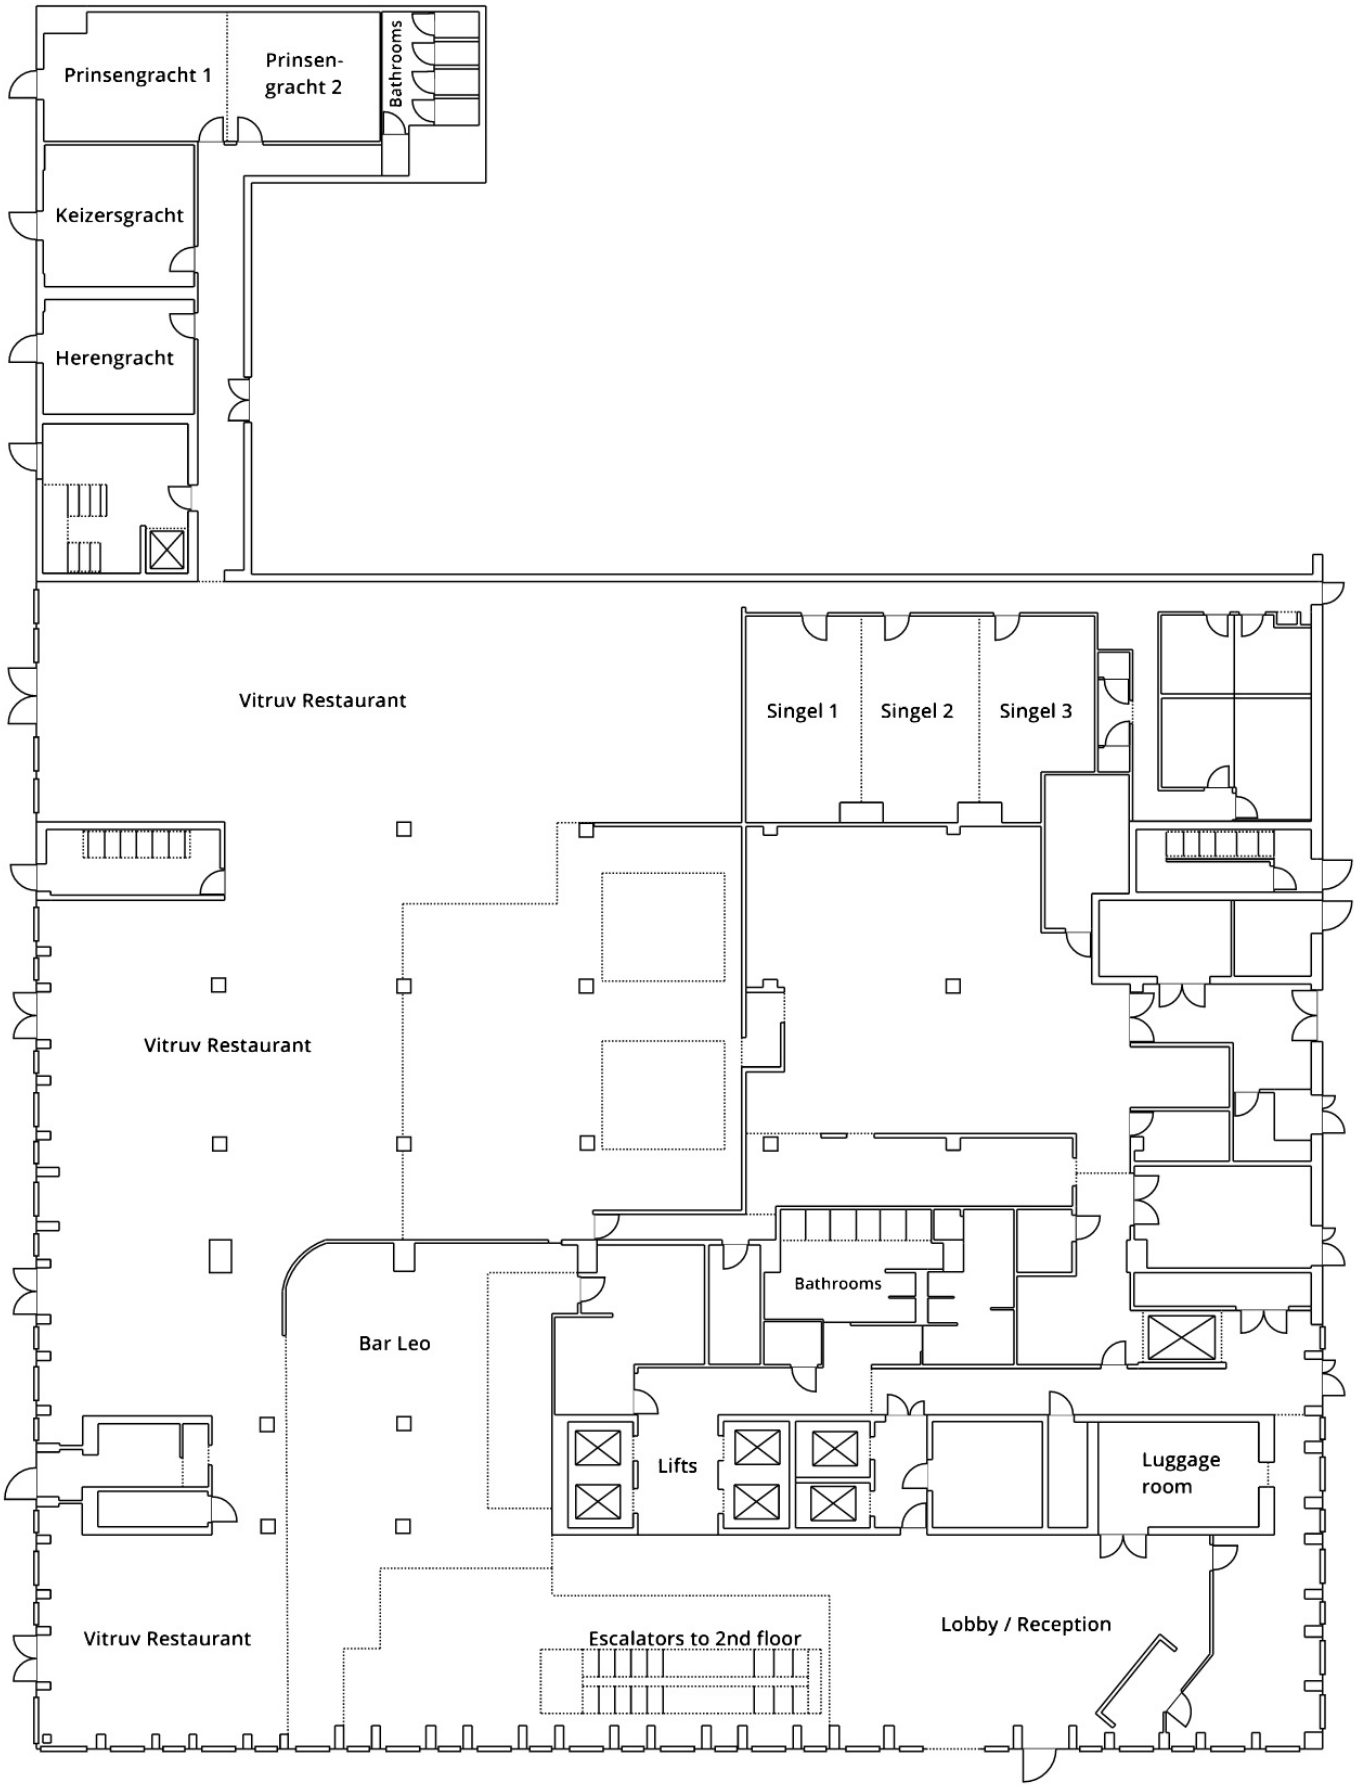 Prinsengracht 1
Prinsen-
gracht 2
Bathrooms
Keizersgracht
Herengracht
Vitruv Restaurant
Singel 1
Singel 2
Singel 3
Vitruv Restaurant
Bathrooms
Bar Leo
Lifts
Luggage
room
Vitruv Restaurant
Escalators to 2nd floor
Lobby / Reception